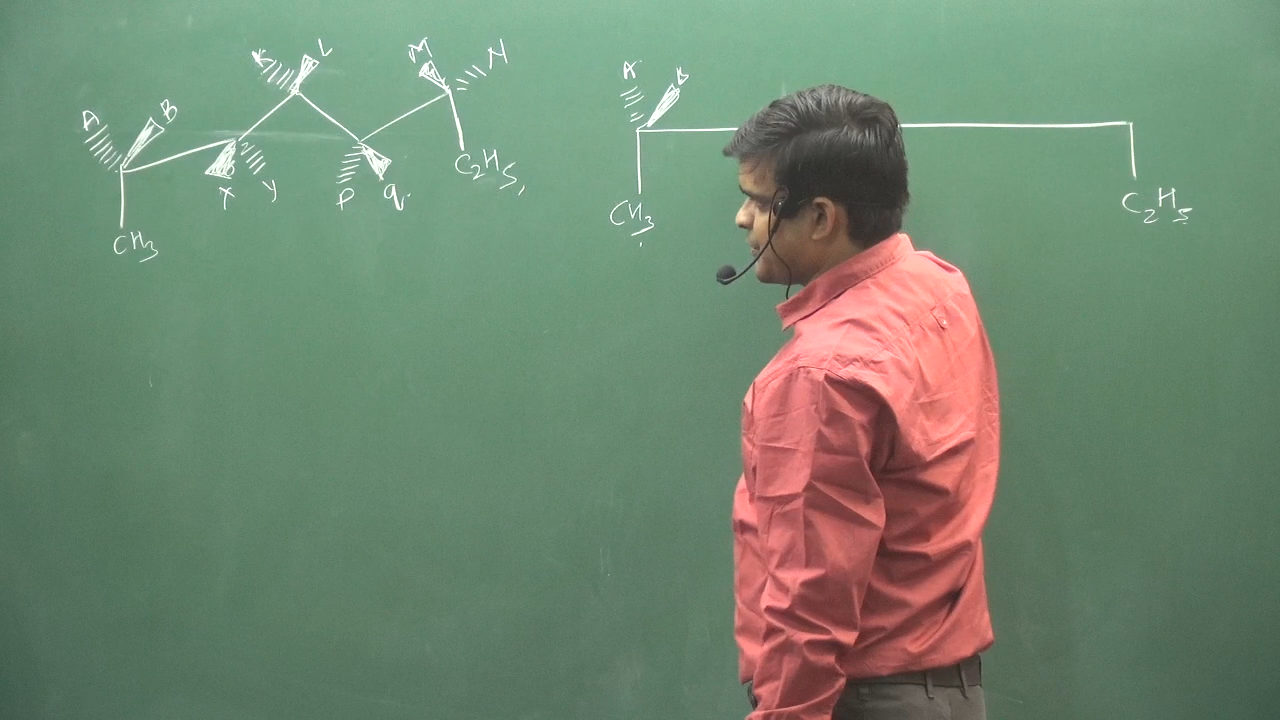 K L M N
A B
X Y P q.
C₂H₅,
CH₃
A B
CH₃ C₂H₅